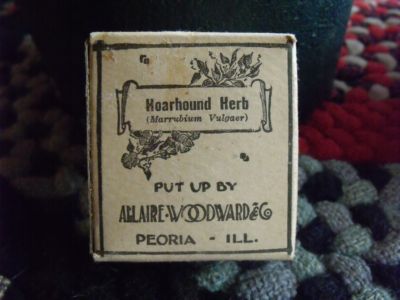 Hoarhound Herb
(Marrubium Vulgaer)
PUT UP BY
ALLAIRE-WOODWARD & Co
PEORIA - ILL.